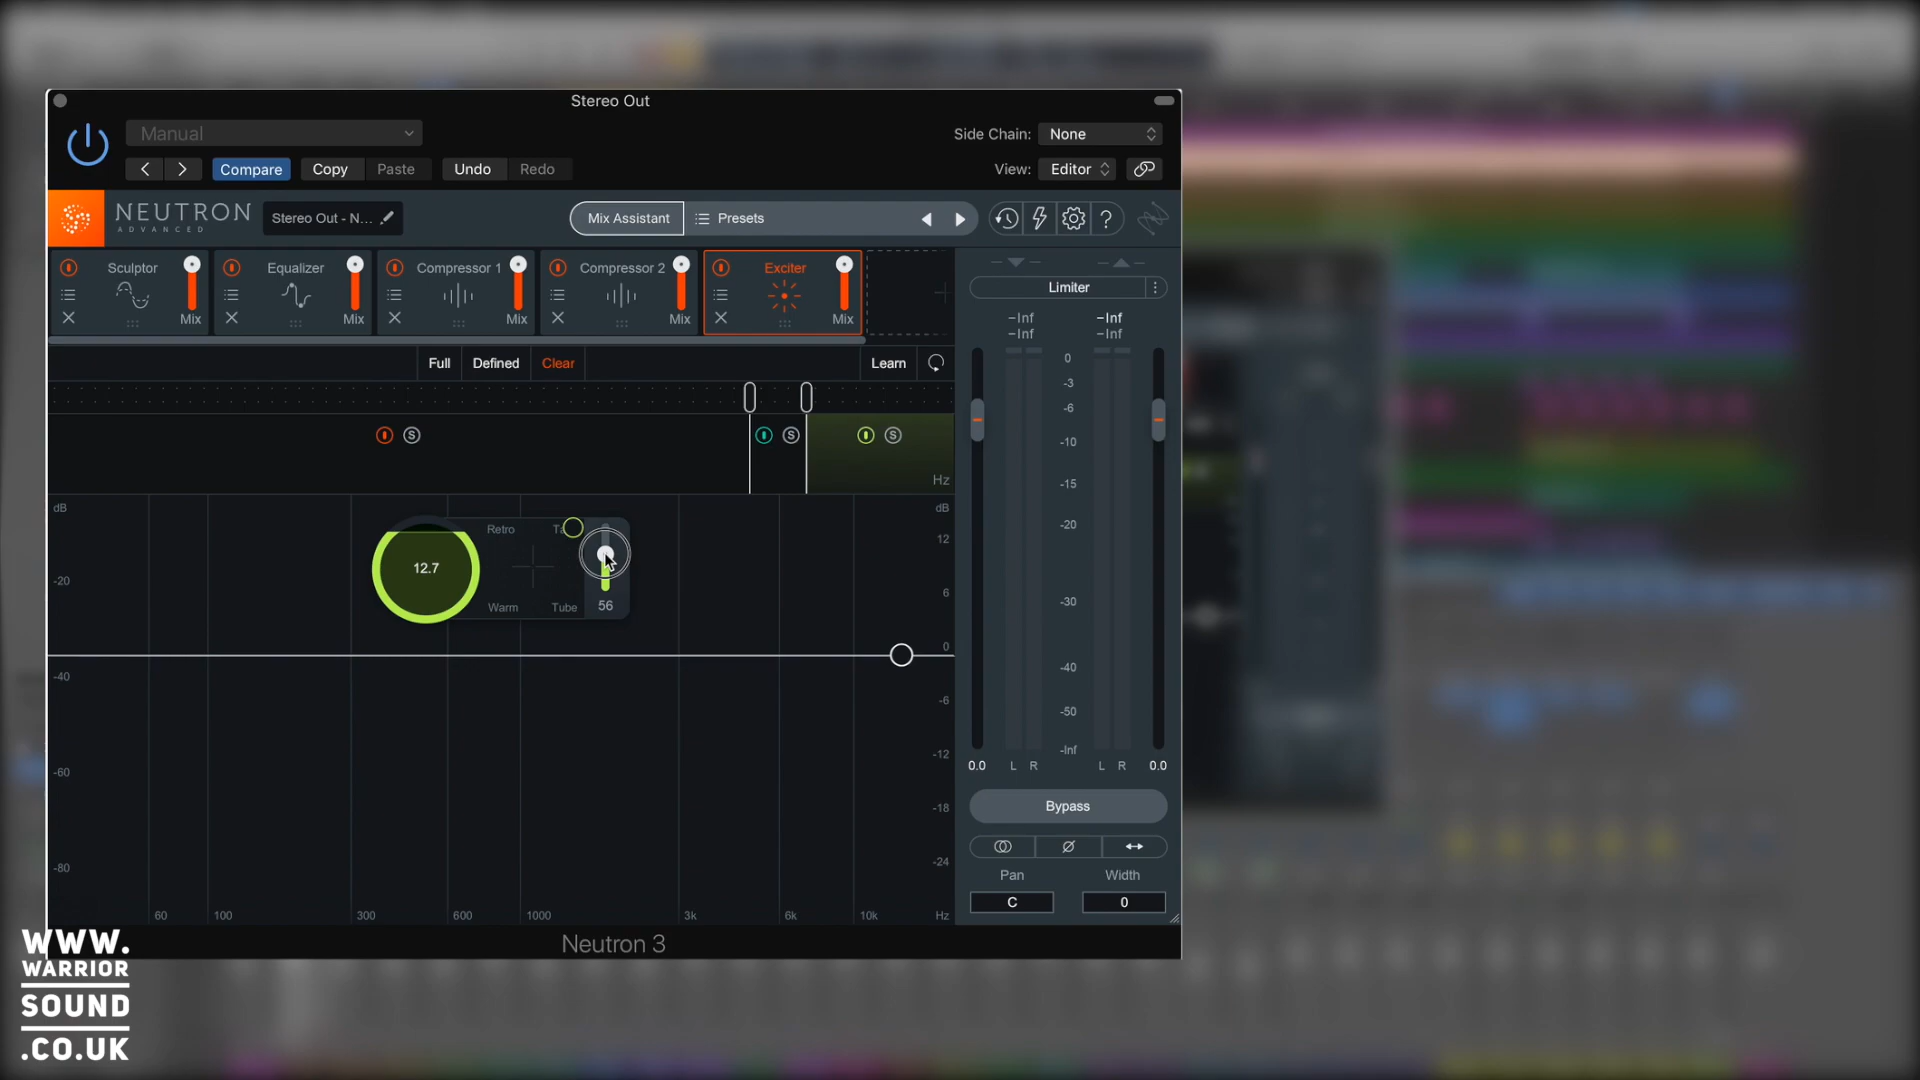 Stereo Out
Manual
Side Chain: None
Compare Copy Paste Undo Redo
View: Editor
NEUTRON
ADVANCED
Stereo Out - N...
Mix Assistant
Presets
?
Sculptor Equalizer Compressor 1 Compressor 2 Exciter
Mix Mix Mix Mix Mix
Limiter
-Inf -Inf
-Inf -Inf
Full Defined Clear Learn
S S S
Hz
dB dB
Retro
12.7
Warm Tube 56
12
6
0
-6
-12
-18
-24
-20
-40
-60
-80
60 100 300 600 1000 3k 6k 10k Hz
0
-3
-6
-10
-15
-20
-30
-40
-50
-Inf
0.0 L R L R 0.0
Bypass
Pan Width
C 0
Neutron 3
WWW.
WARRIOR
SOUND
.CO.UK